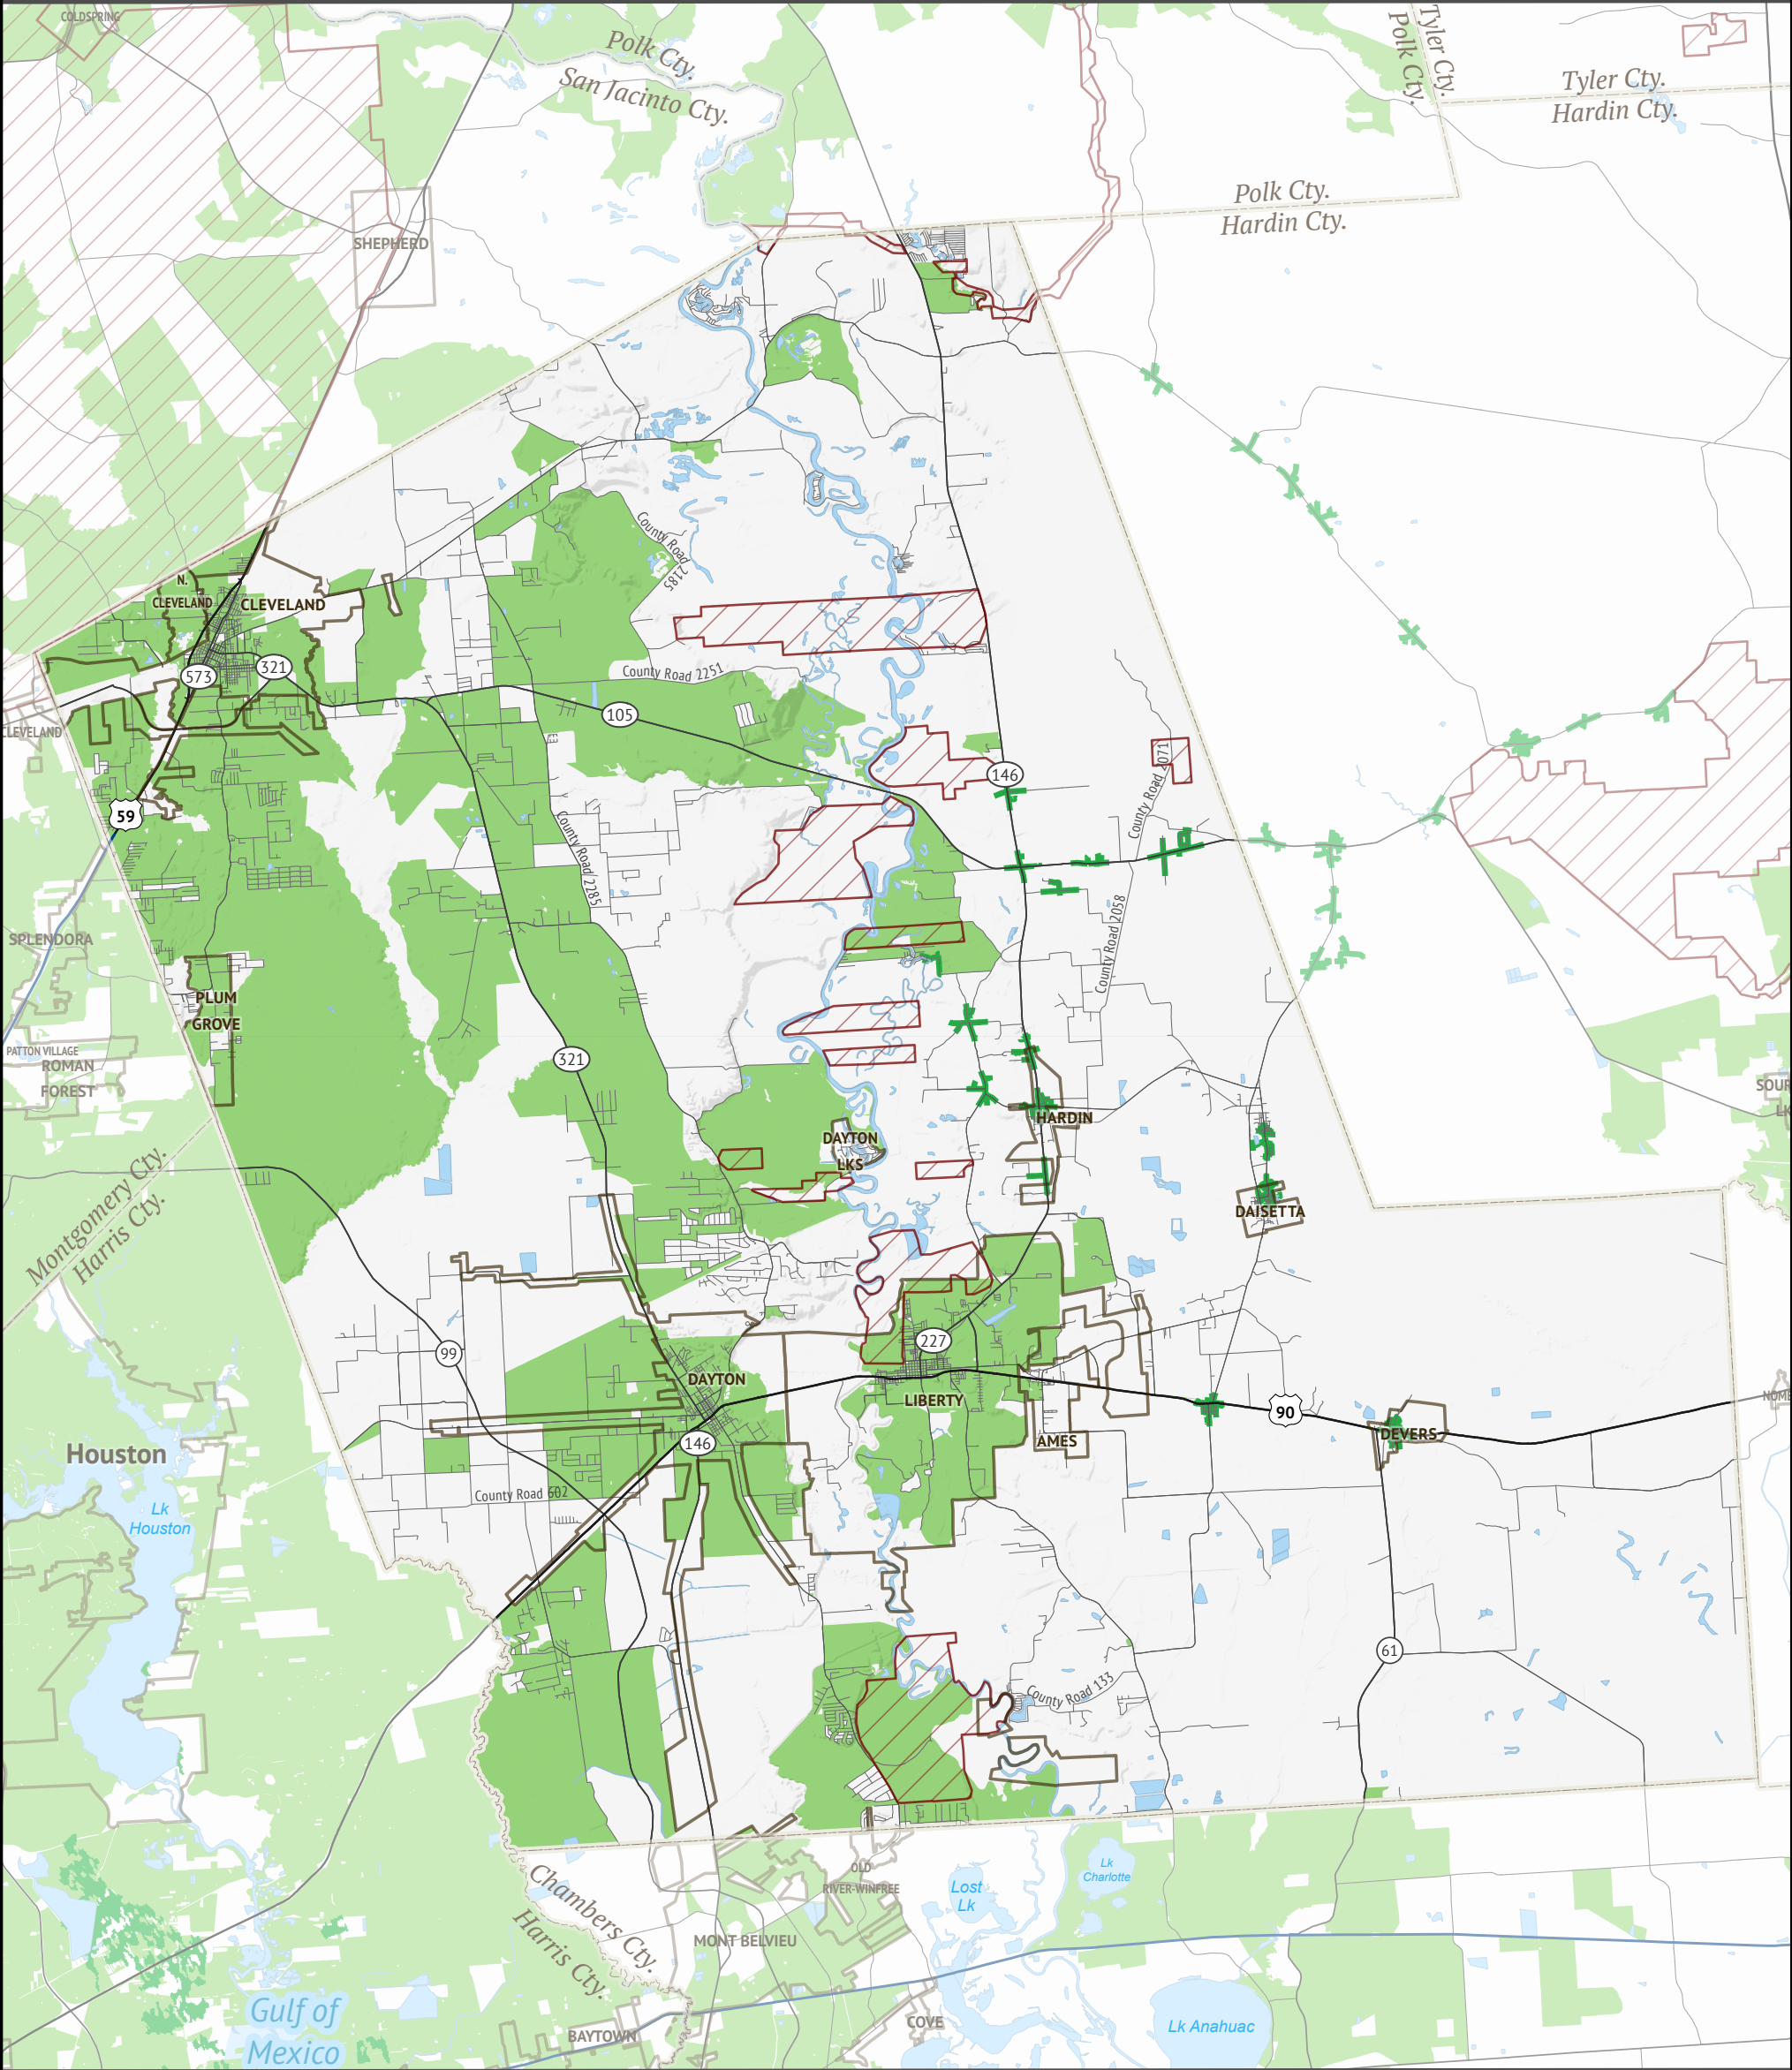 COLDSPRING
Polk Cty.
San Jacinto Cty.
Tyler Cty.
Polk Cty.
Tyler Cty.
Hardin Cty.
Polk Cty.
Hardin Cty.
SHEPHERD
County Road 2185
N.
CLEVELAND
CLEVELAND
321
573
County Road 2251
105
CLEVELAND
146
County Road 2071
59
County Road 2285
County Road 2058
SPLENDORA
PLUM
GROVE
PATTON VILLAGE
ROMAN
FOREST
321
SOUR
LK
HARDIN
DAYTON
LKS
Montgomery Cty.
Harris Cty.
DAISETTA
99
227
DAYTON
LIBERTY
NOME
90
DEVERS
AMES
146
Houston
County Road 602
Lk
Houston
61
County Road 133
Chambers Cty.
Harris Cty.
OLD
RIVER-WINFREE
Lk
Charlotte
Lost
Lk
MONT BELVIEU
Gulf of
Mexico
BAYTOWN
COVE
Lk Anahuac